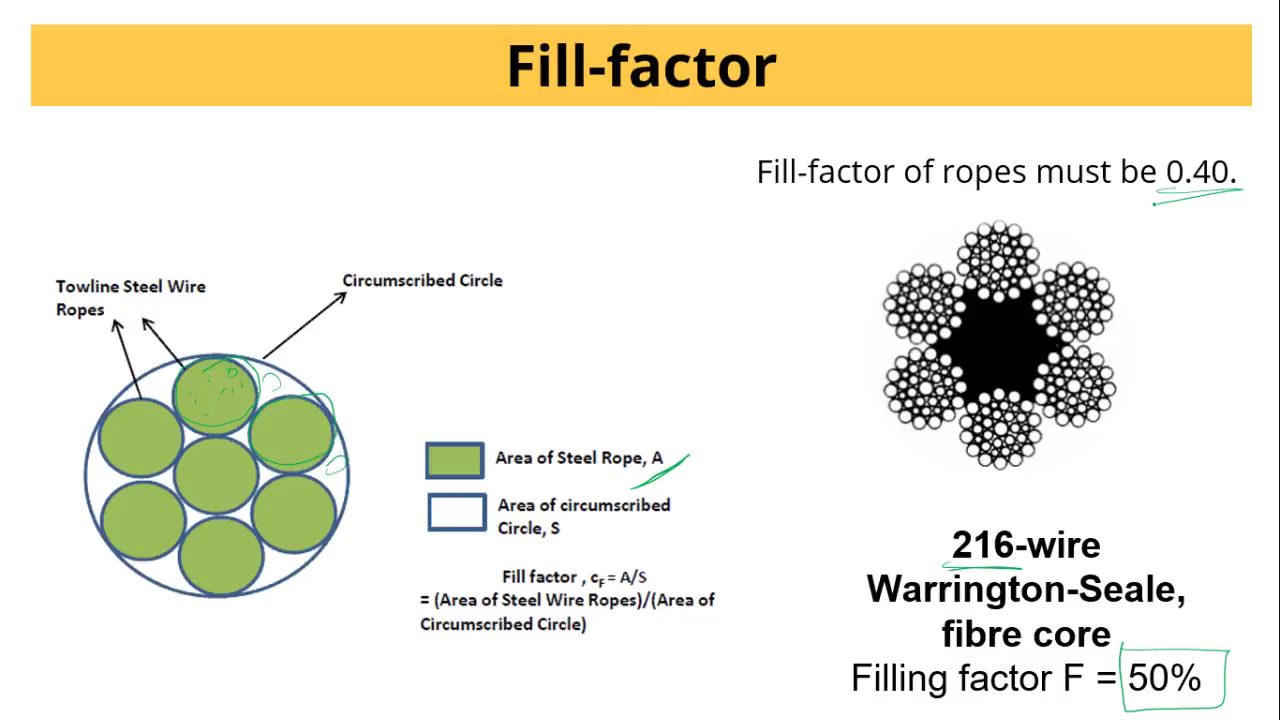 Fill-factor
Fill-factor of ropes must be 0.40.
Towline Steel Wire
Ropes
Circumscribed Circle
Area of Steel Rope, A
Area of circumscribed
Circle, S
Fill factor , cF = A/S
= (Area of Steel Wire Ropes)/(Area of
Circumscribed Circle)
216-wire
Warrington-Seale,
fibre core
Filling factor F = 50%